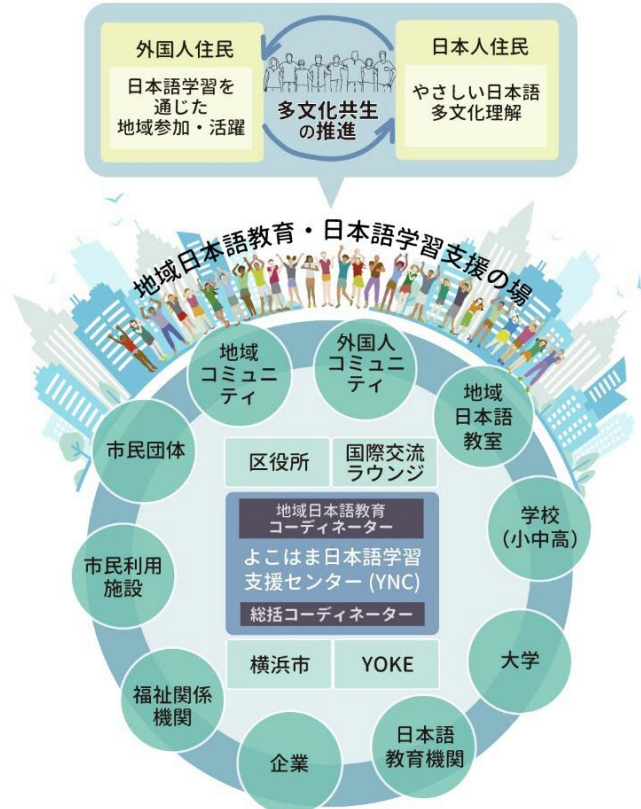 外国人住民
日本語学習を
通じた
地域参加・活躍
多文化共生
の推進
日本人住民
やさしい日本語
多文化理解
地域日本語教育・日本語学習支援の場
地域
コミュニ
ティ
外国人
コミュニ
ティ
地域
日本語
教室
市民団体
区役所
国際交流
ラウンジ
学校
(小中高)
地域日本語教育
コーディネーター
よこはま日本語学習
支援センター (YNC)
総括コーディネーター
市民利用
施設
横浜市
YOKE
大学
福祉関係
機関
企業
日本語
教育機関